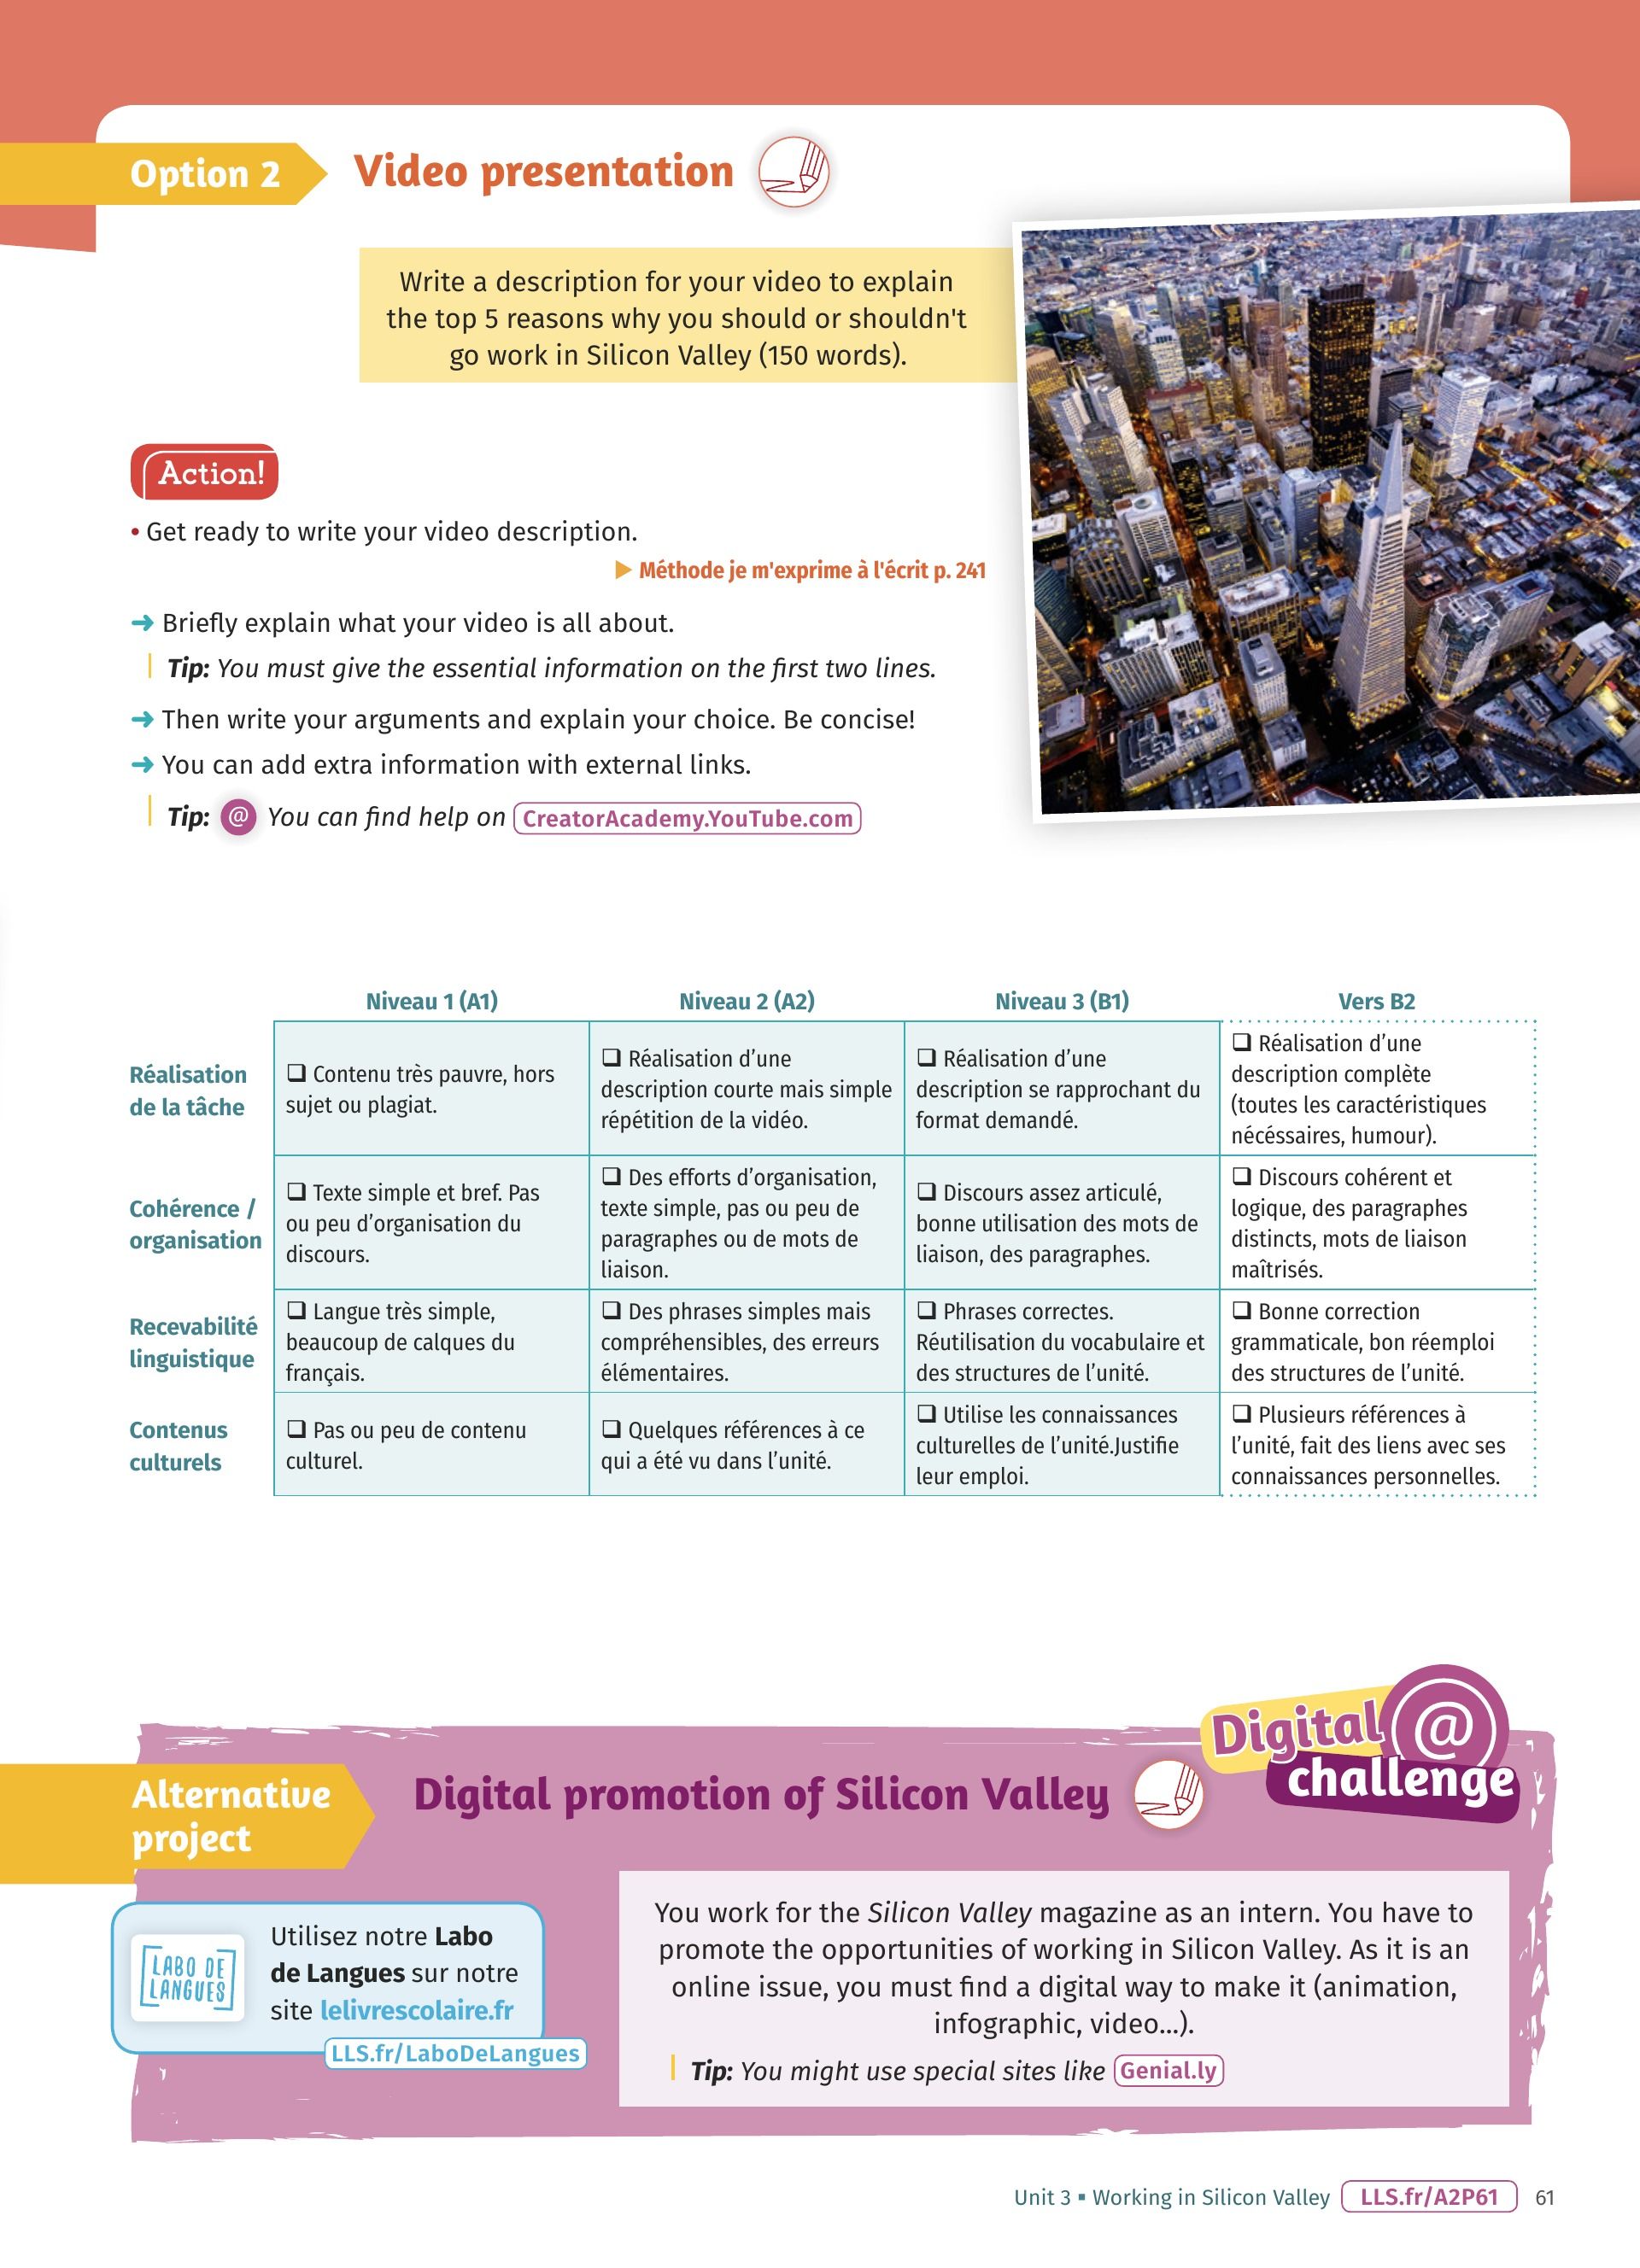 Option 2
Video presentation
Write a description for your video to explain
the top 5 reasons why you should or shouldn't
go work in Silicon Valley (150 words).
Action!
• Get ready to write your video description.
▶ Méthode je m'exprime à l'écrit p. 241
➜ Briefly explain what your video is all about.
Tip: You must give the essential information on the first two lines.
➜ Then write your arguments and explain your choice. Be concise!
➜ You can add extra information with external links.
Tip: @ You can find help on CreatorAcademy.YouTube.com
Niveau 1 (A1)
Niveau 2 (A2)
Niveau 3 (B1)
Vers B2
Réalisation
de la tâche
❑ Contenu très pauvre, hors
sujet ou plagiat.
❑ Réalisation d’une
description courte mais simple
répétition de la vidéo.
❑ Réalisation d’une
description se rapprochant du
format demandé.
❑ Réalisation d’une
description complète
(toutes les caractéristiques
nécéssaires, humour).
Cohérence /
organisation
❑ Texte simple et bref. Pas
ou peu d’organisation du
discours.
❑ Des efforts d’organisation,
texte simple, pas ou peu de
paragraphes ou de mots de
liaison.
❑ Discours assez articulé,
bonne utilisation des mots de
liaison, des paragraphes.
❑ Discours cohérent et
logique, des paragraphes
distincts, mots de liaison
maîtrisés.
Recevabilité
linguistique
❑ Langue très simple,
beaucoup de calques du
français.
❑ Des phrases simples mais
compréhensibles, des erreurs
élémentaires.
❑ Phrases correctes.
Réutilisation du vocabulaire et
des structures de l’unité.
❑ Bonne correction
grammaticale, bon réemploi
des structures de l’unité.
Contenus
culturels
❑ Pas ou peu de contenu
culturel.
❑ Quelques références à ce
qui a été vu dans l’unité.
❑ Utilise les connaissances
culturelles de l’unité.Justifie
leur emploi.
❑ Plusieurs références à
l’unité, fait des liens avec ses
connaissances personnelles.
Digital @
challenge
Alternative
project
Digital promotion of Silicon Valley
LABO DE
LANGUES
Utilisez notre Labo
de Langues sur notre
site lelivrescolaire.fr
LLS.fr/LaboDeLangues
You work for the Silicon Valley magazine as an intern. You have to
promote the opportunities of working in Silicon Valley. As it is an
online issue, you must find a digital way to make it (animation,
infographic, video...).
Tip: You might use special sites like Genial.ly
Unit 3 ▪ Working in Silicon Valley LLS.fr/A2P61 61